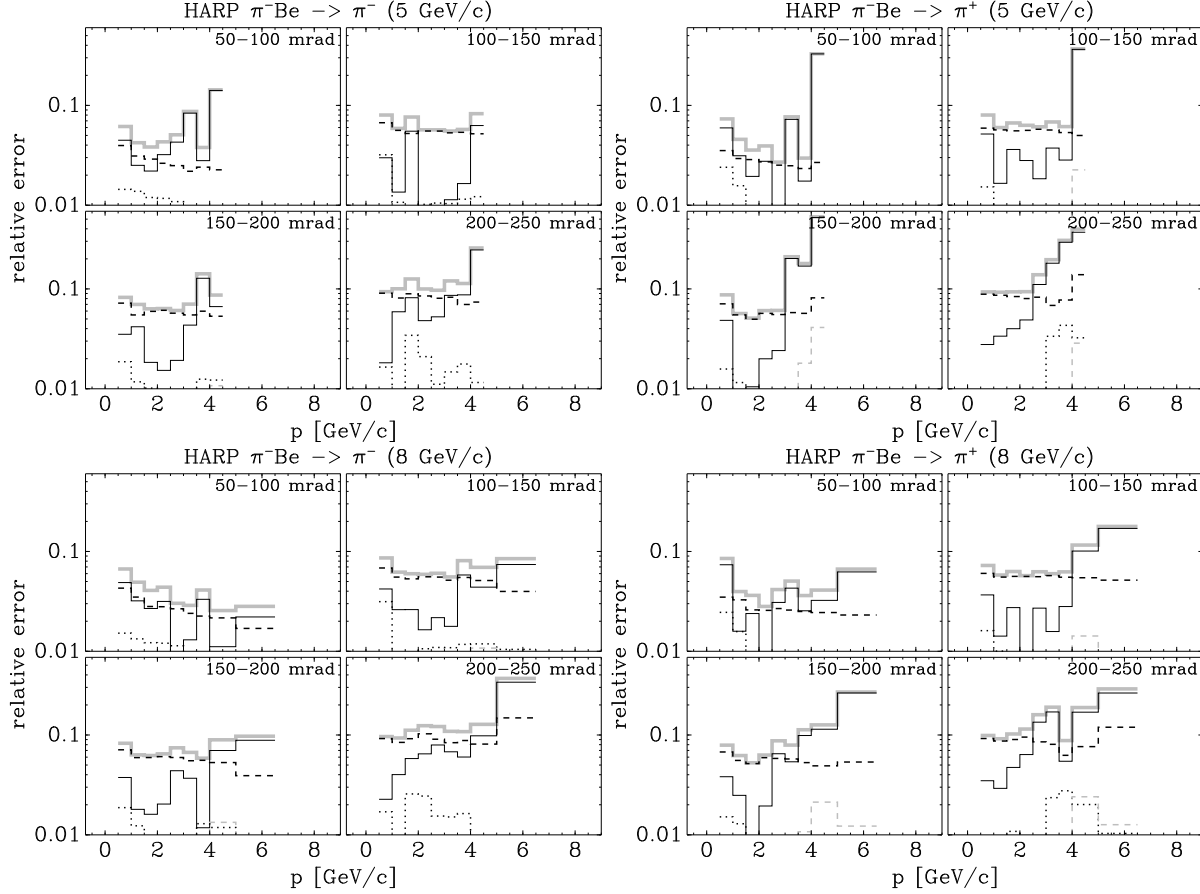 HARP π⁻Be −> π⁻ (5 GeV/c)
HARP π⁻Be −> π⁺ (5 GeV/c)
50−100 mrad
100−150 mrad
50−100 mrad
100−150 mrad
0.1
0.1
0.01
0.01
150−200 mrad
200−250 mrad
150−200 mrad
200−250 mrad
relative error
relative error
0.1
0.1
0.01
0.01
0 2 4 6 8 0 2 4 6 8
0 2 4 6 8 0 2 4 6 8
p [GeV/c]
p [GeV/c]
HARP π⁻Be −> π⁻ (8 GeV/c)
HARP π⁻Be −> π⁺ (8 GeV/c)
50−100 mrad
100−150 mrad
50−100 mrad
100−150 mrad
0.1
0.1
0.01
0.01
150−200 mrad
200−250 mrad
150−200 mrad
200−250 mrad
relative error
relative error
0.1
0.1
0.01
0.01
0 2 4 6 8 0 2 4 6 8
0 2 4 6 8 0 2 4 6 8
p [GeV/c]
p [GeV/c]